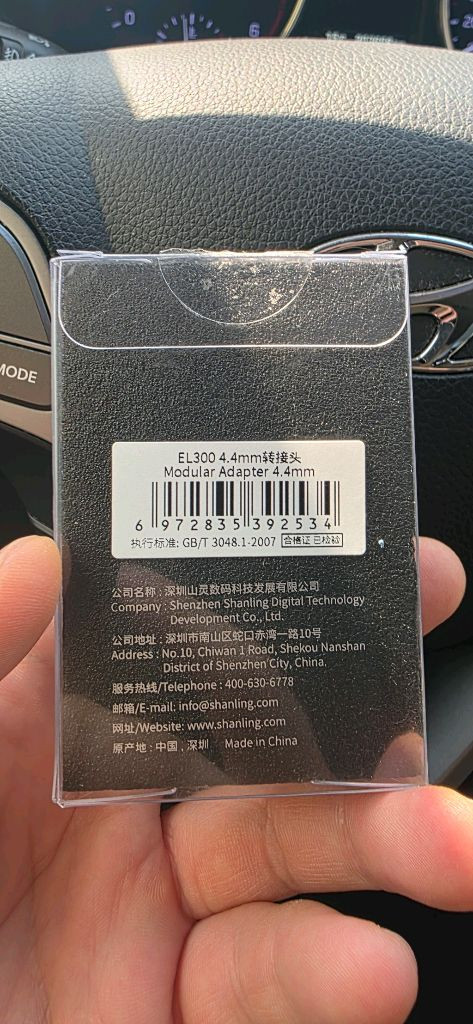 0
6
MODE
EL300 4.4mm转接头
Modular Adapter 4.4mm
6 972835 392534
执行标准: GB/T 3048.1-2007 合格证 已检验
公司名称 : 深圳山灵数码科技发展有限公司
Company : Shenzhen Shanling Digital Technology
Development Co., Ltd.
公司地址 : 深圳市南山区蛇口赤湾一路10号
Address : No.10, Chiwan 1 Road, Shekou Nanshan
District of Shenzhen City, China.
服务热线/Telephone : 400-630-6778
邮箱/E-mail: info@shanling.com
网址/Website: www.shanling.com
原产地 : 中国 , 深圳 Made in China